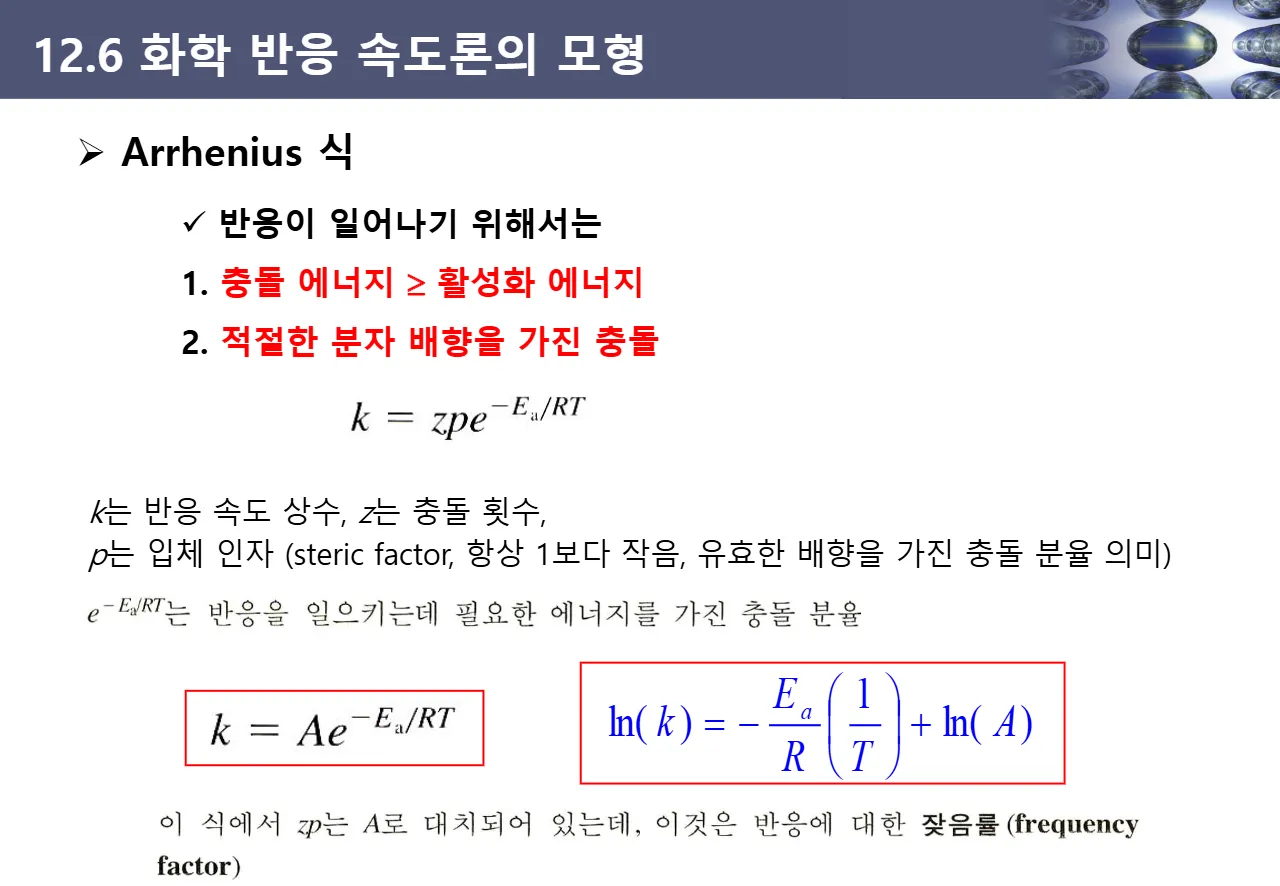 12.6 화학 반응 속도론의 모형
➢ Arrhenius 식
✓ 반응이 일어나기 위해서는
1. 충돌 에너지 ≥ 활성화 에너지
2. 적절한 분자 배향을 가진 충돌
k = zpe^{-E_a/RT}
k는 반응 속도 상수, z는 충돌 횟수,
p는 입체 인자 (steric factor, 항상 1보다 작음, 유효한 배향을 가진 충돌 분율 의미)
e^{-E_a/RT}는 반응을 일으키는데 필요한 에너지를 가진 충돌 분율
k = Ae^{-E_a/RT}
ln(k) = -\frac{E_a}{R}\left(\frac{1}{T}\right) + ln(A)
이 식에서 zp는 A로 대치되어 있는데, 이것은 반응에 대한 잦음률(frequency
factor)